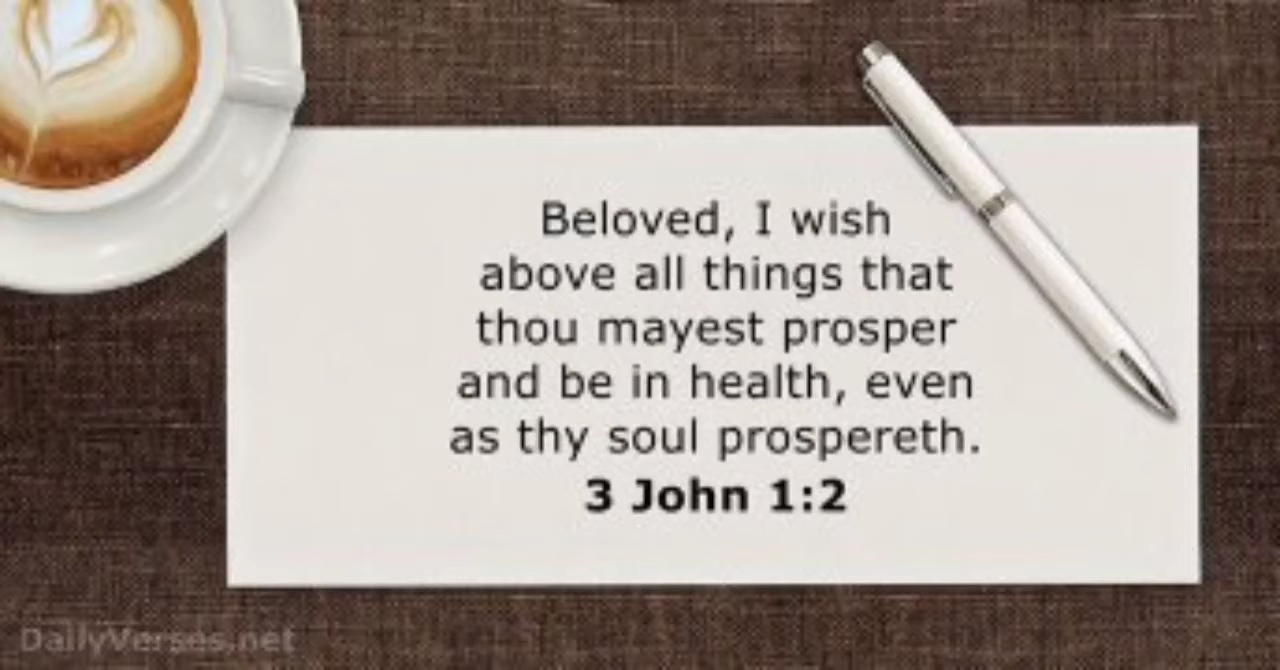 Beloved, I wish
above all things that
thou mayest prosper
and be in health, even
as thy soul prospereth.
3 John 1:2
DailyVerses.net